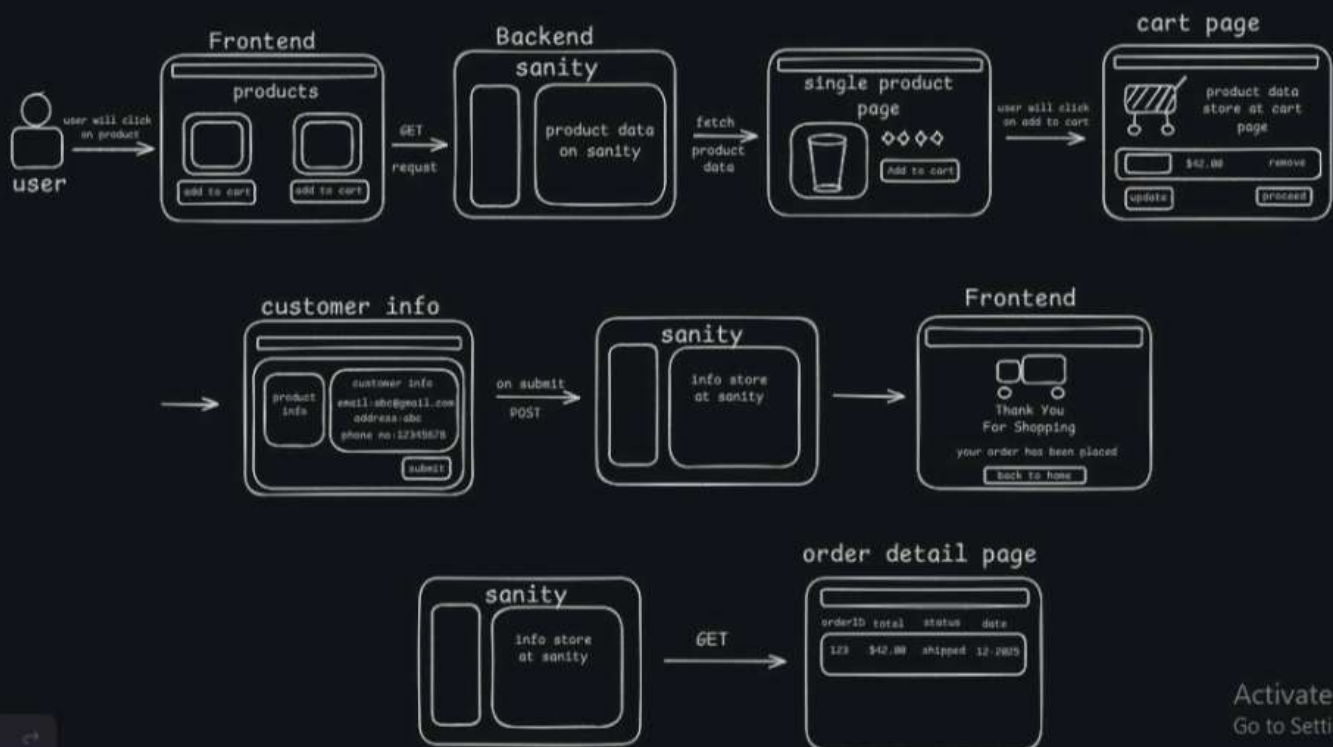 Frontend
Backend
cart page
sanity
products
user will click
on product
user
add to cart
add to cart
GET
requst
product data
on sanity
fetch
product
data
single product
page
Add to cart
user will click
on add to cart
product data
store at cart
page
$42.00
remove
update
proceed
customer info
product
info
customer info
email:abc@gmail.com
address:abc
phone no:12345678
submit
on submit
POST
sanity
info store
at sanity
Frontend
Thank You
For Shopping
your order has been placed
back to home
sanity
info store
at sanity
GET
order detail page
orderID total status date
123 $42.00 shipped 12-2025
Activate
Go to Setti